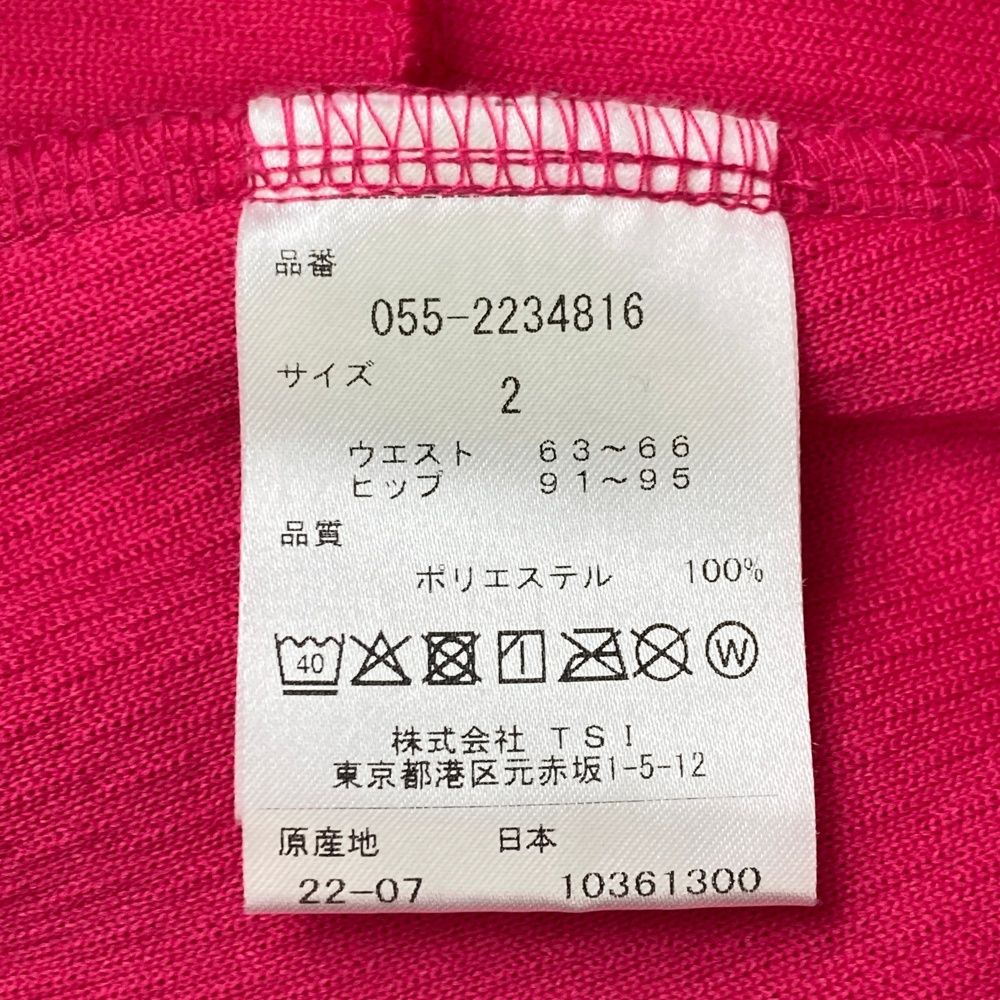 品番
055-2234816
サイズ
2
ウエスト 63~66
ヒップ 91~95
品質
ポリエステル 100%
40 W
株式会社 TSI
東京都港区元赤坂1-5-12
原産地 日本
22-07 10361300